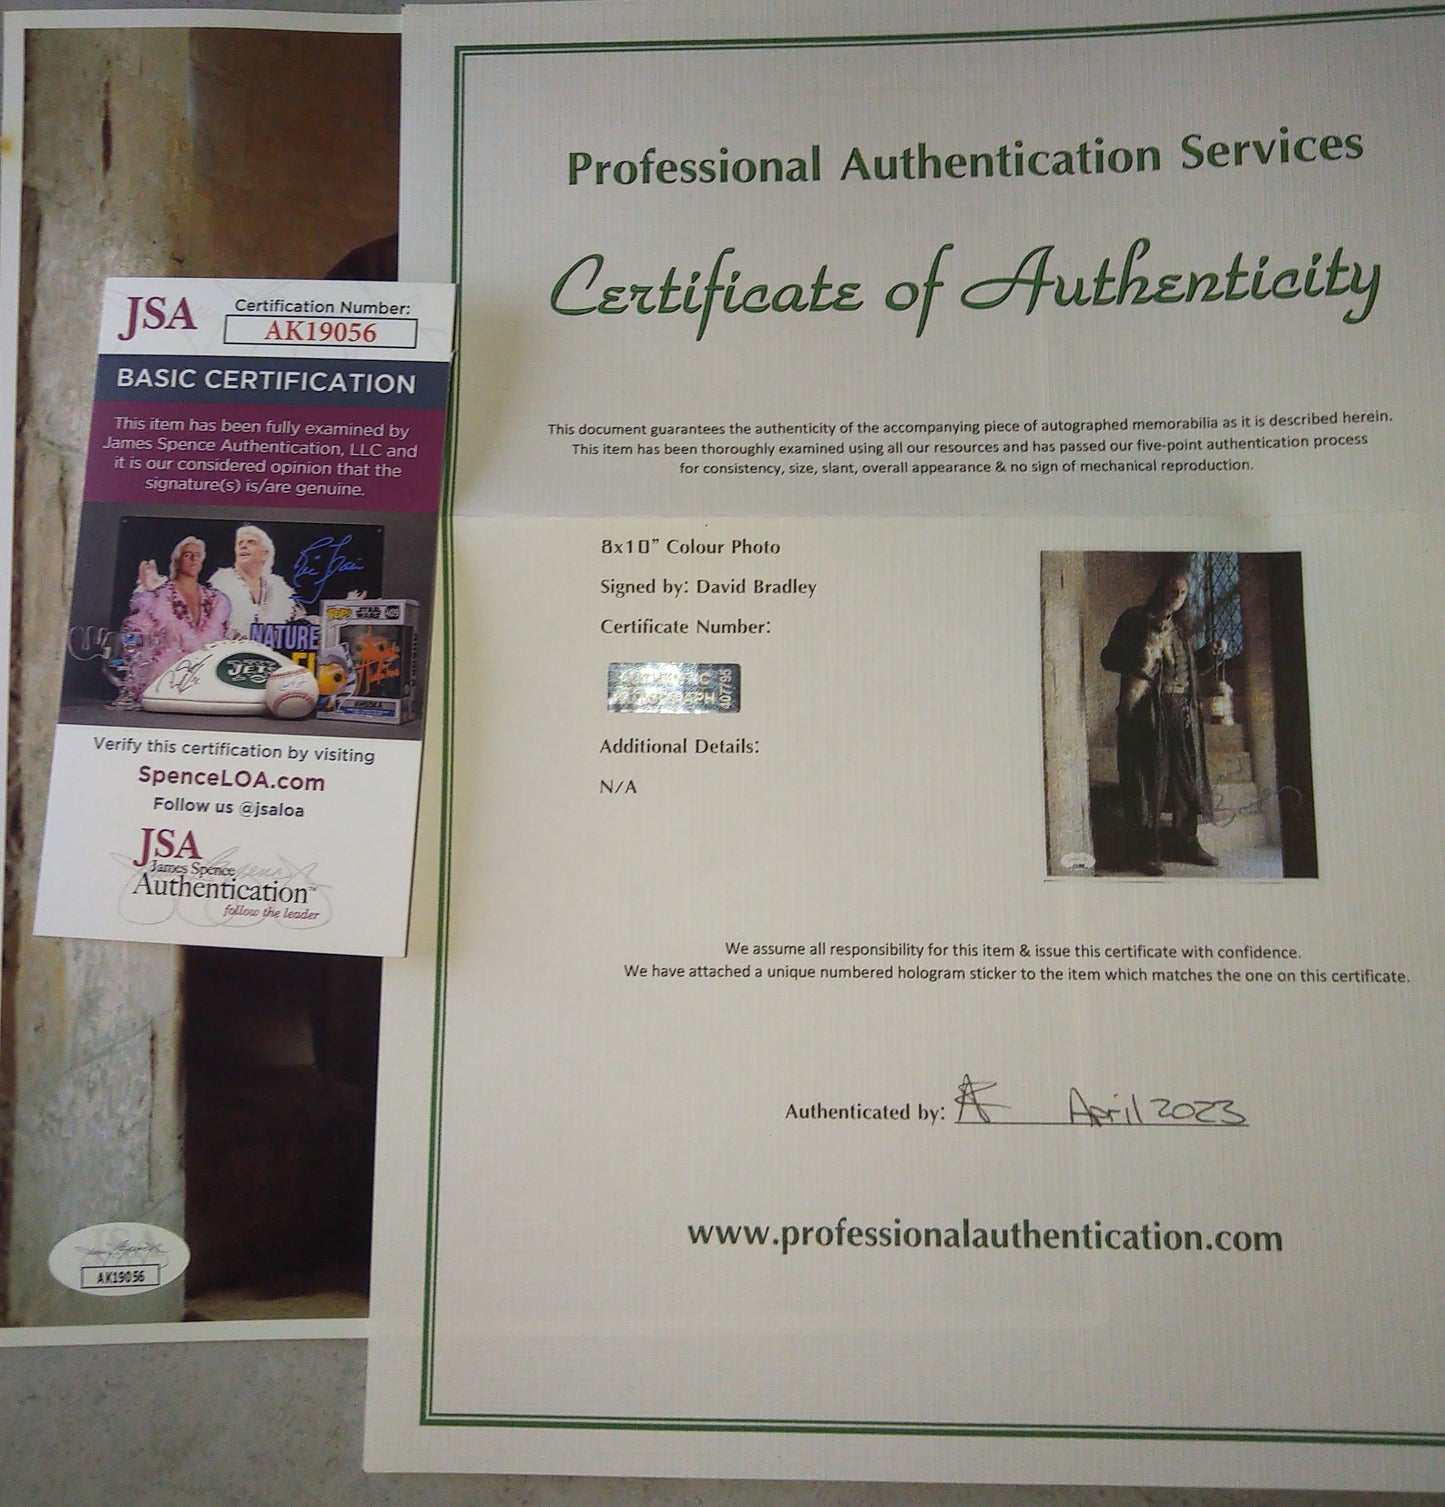 JSA
Certification Number:
AK19056
BASIC CERTIFICATION
This item has been fully examined by
James Spence Authentication, LLC and
it is our considered opinion that the
signature(s) is/are genuine.
NATURE
JETS
STAR
WARS
AHSOKA
Verify this certification by visiting
SpenceLOA.com
Follow us @jsaloa
JSA
James Spence
Authentication™
follow the leader
AK19056
Professional Authentication Services
Certificate of Authenticity
This document guarantees the authenticity of the accompanying piece of autographed memorabilia as it is described herein.
This item has been thoroughly examined using all our resources and has passed our five-point authentication process
for consistency, size, slant, overall appearance & no sign of mechanical reproduction.
8x10” Colour Photo
Signed by: David Bradley
Certificate Number:
407795
Additional Details:
N/A
We assume all responsibility for this item & issue this certificate with confidence.
We have attached a unique numbered hologram sticker to the item which matches the one on this certificate.
Authenticated by: April 2023
www.professionalauthentication.com